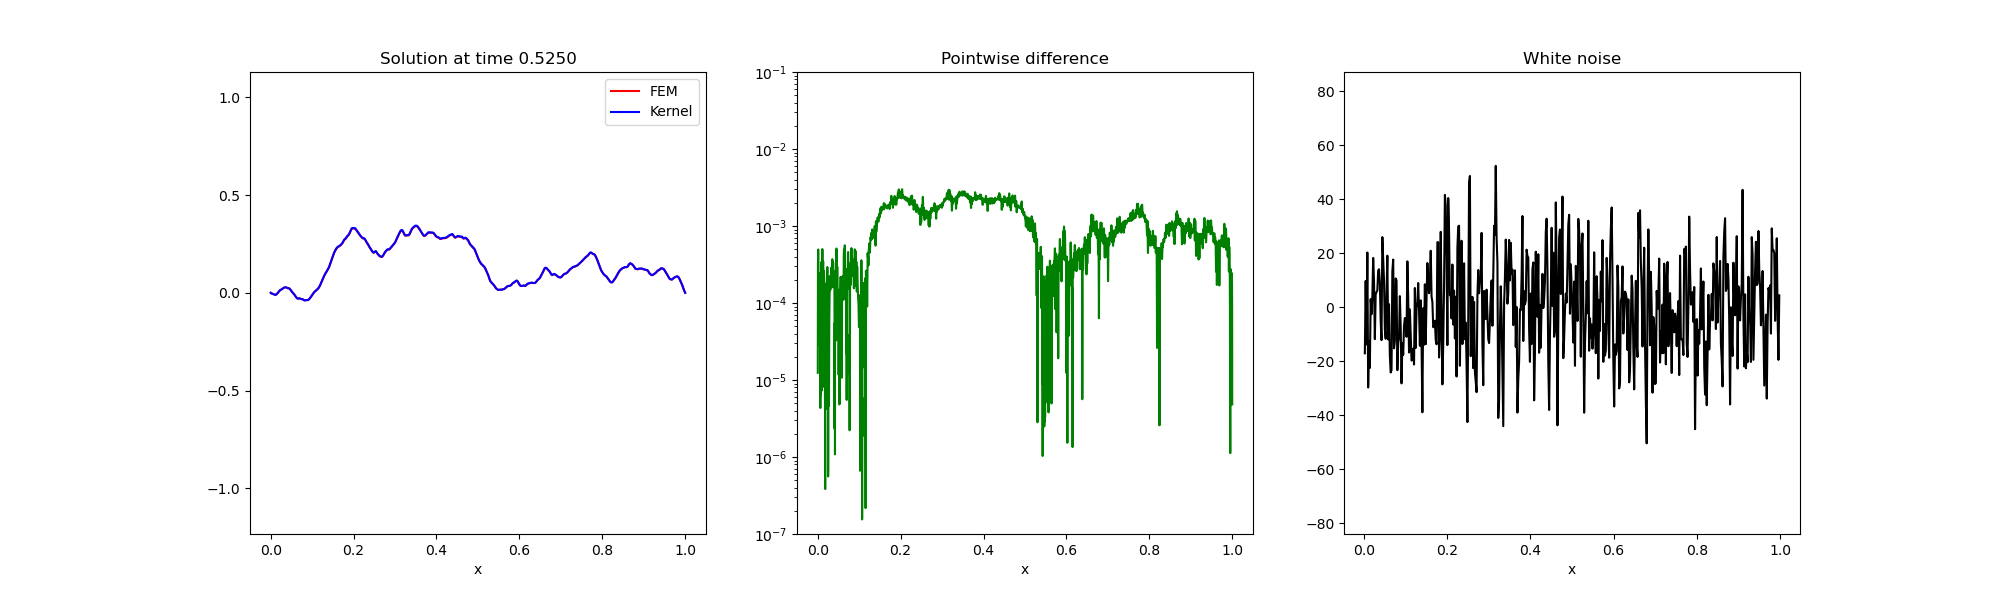 Solution at time 0.5250
1.0
0.5
0.0
−0.5
−1.0
0.0 0.2 0.4 0.6 0.8 1.0
x
FEM
Kernel
Pointwise difference
10⁻¹
10⁻²
10⁻³
10⁻⁴
10⁻⁵
10⁻⁶
10⁻⁷
0.0 0.2 0.4 0.6 0.8 1.0
x
White noise
80
60
40
20
0
−20
−40
−60
−80
0.0 0.2 0.4 0.6 0.8 1.0
x